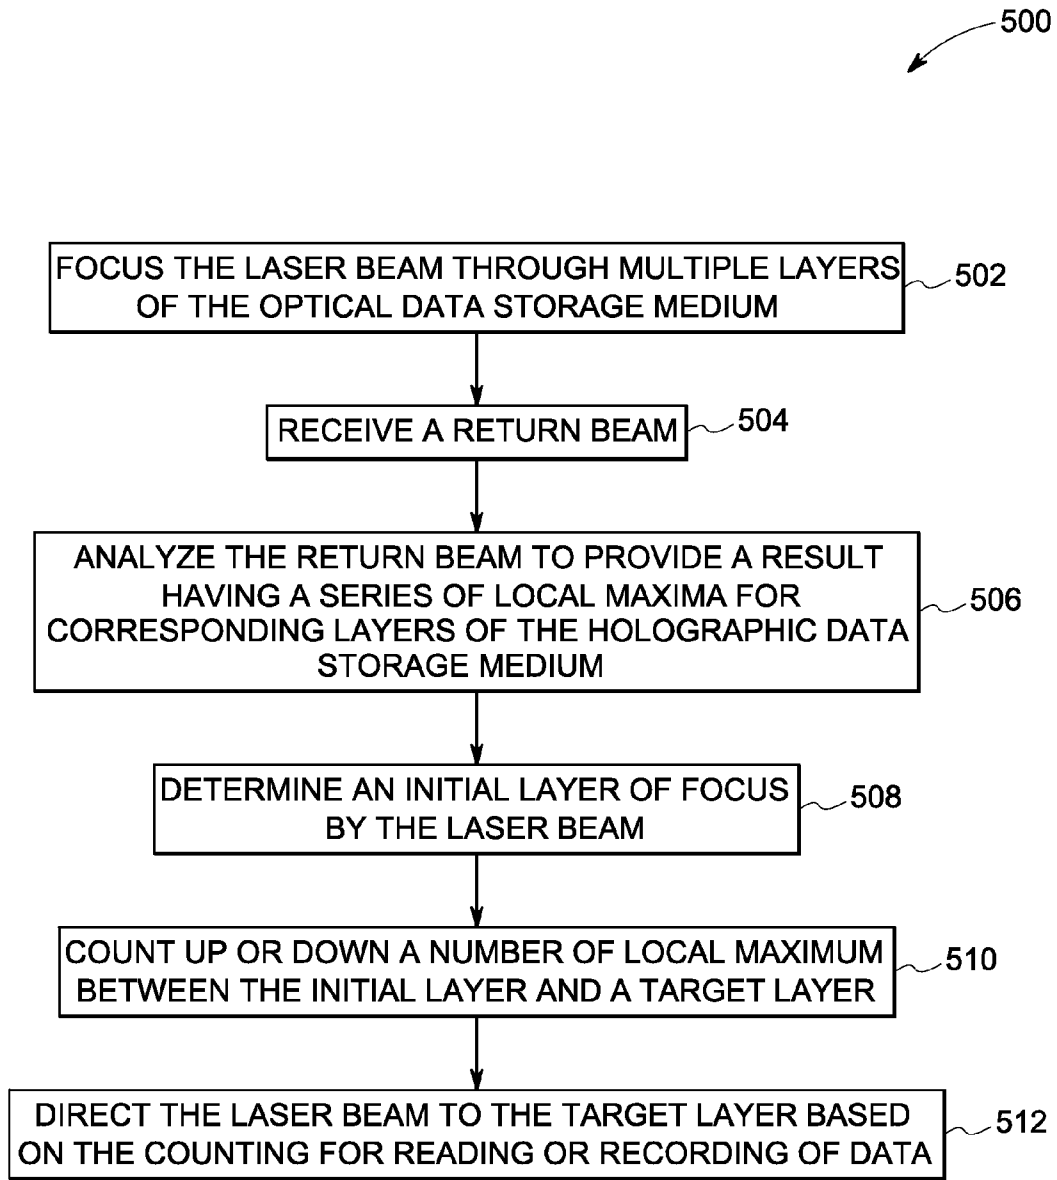 500
FOCUS THE LASER BEAM THROUGH MULTIPLE LAYERS
OF THE OPTICAL DATA STORAGE MEDIUM
502
RECEIVE A RETURN BEAM
504
ANALYZE THE RETURN BEAM TO PROVIDE A RESULT
HAVING A SERIES OF LOCAL MAXIMA FOR
CORRESPONDING LAYERS OF THE HOLOGRAPHIC DATA
STORAGE MEDIUM
506
DETERMINE AN INITIAL LAYER OF FOCUS
BY THE LASER BEAM
508
COUNT UP OR DOWN A NUMBER OF LOCAL MAXIMUM
BETWEEN THE INITIAL LAYER AND A TARGET LAYER
510
DIRECT THE LASER BEAM TO THE TARGET LAYER BASED
ON THE COUNTING FOR READING OR RECORDING OF DATA
512